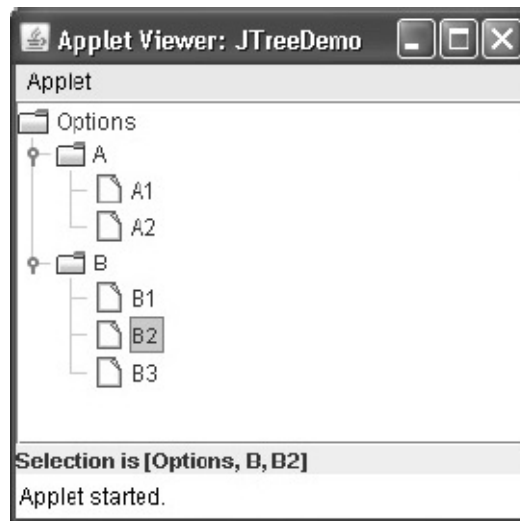 Applet Viewer: JTreeDemo
Applet
Options
A
A1
A2
B
B1
B2
B3
Selection is [Options, B, B2]
Applet started.